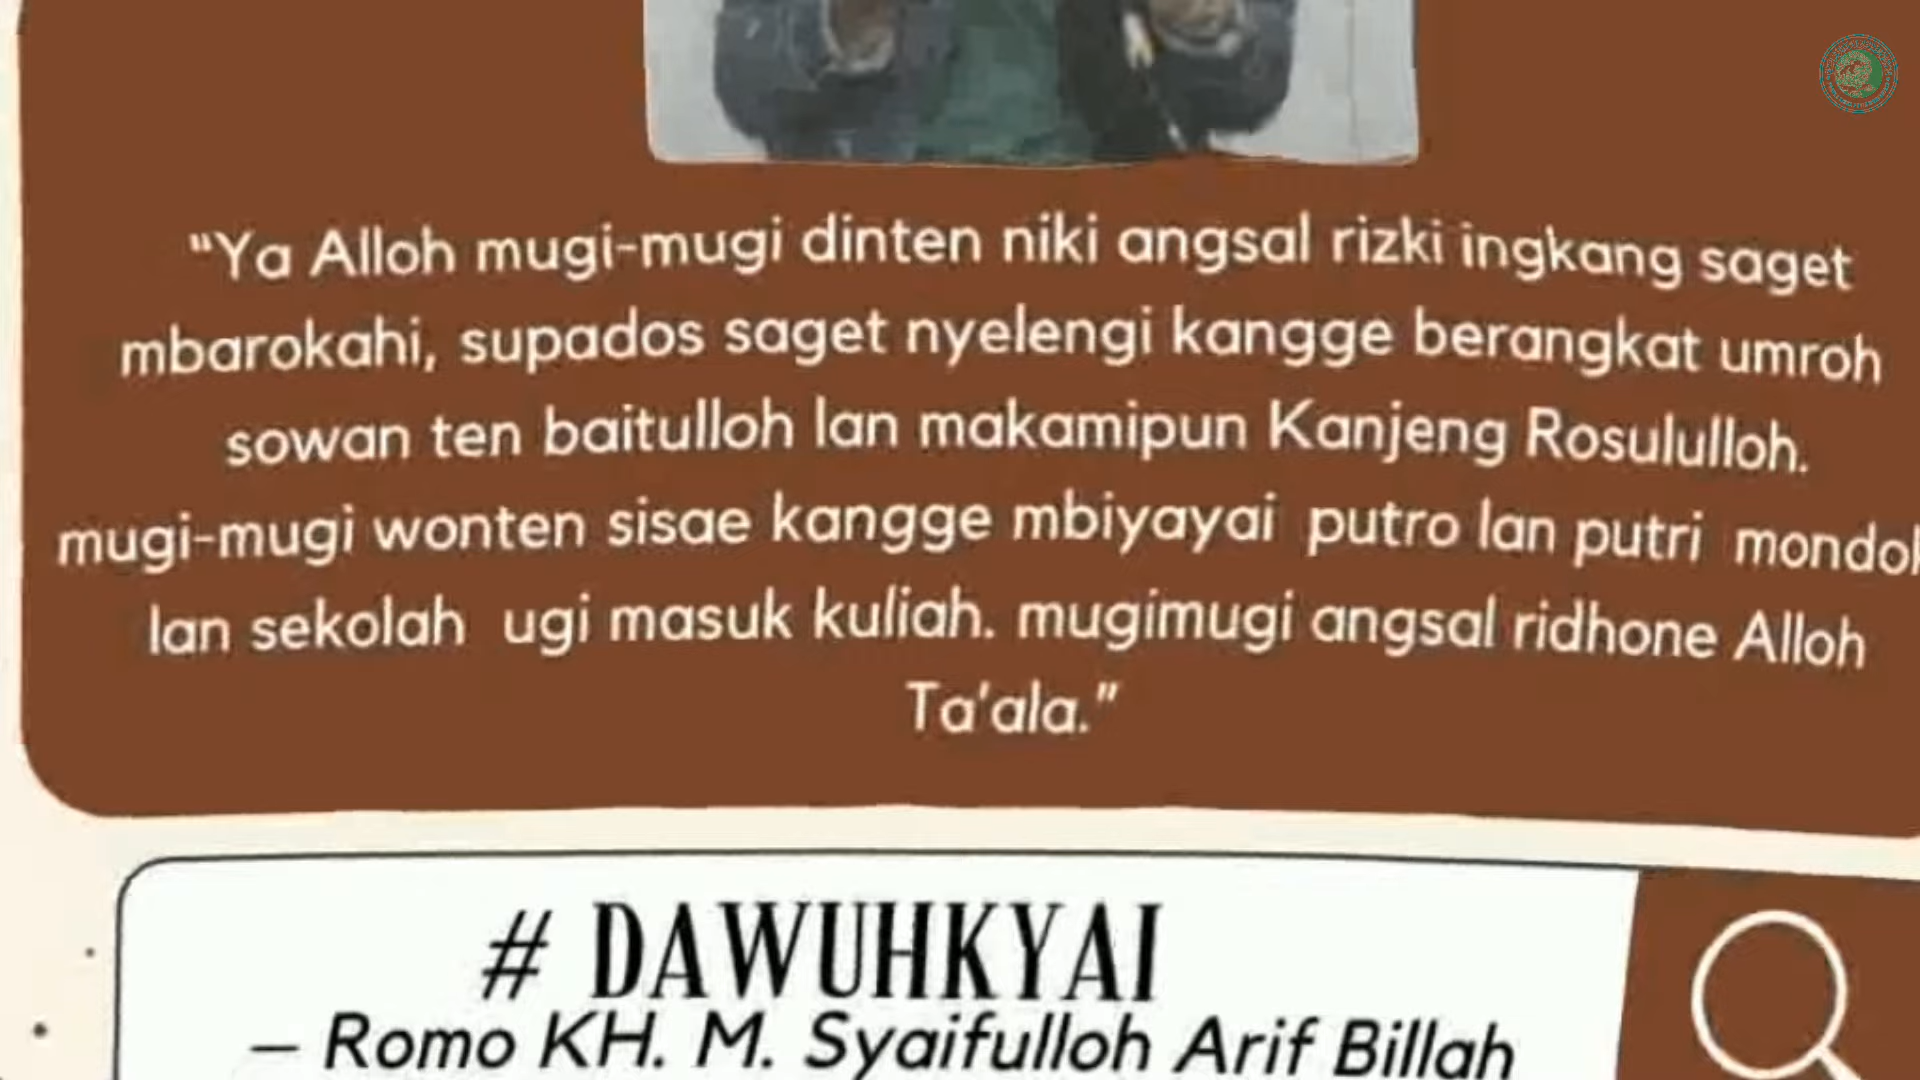 "Ya Alloh mugi-mugi dinten niki angsal rizki ingkang saget
mbarokahi, supados saget nyelengi kangge berangkat umroh
sowan ten baitulloh lan makamipun Kanjeng Rosululloh.
mugi-mugi wonten sisae kangge mbiyayai putro lan putri
lan sekolah ugi masuk kuliah. mugimugi angsal ridhone Alloh
Ta'ala."
# DAWUHKYAI
– Romo KH. M. Syaifulloh Arif Billah